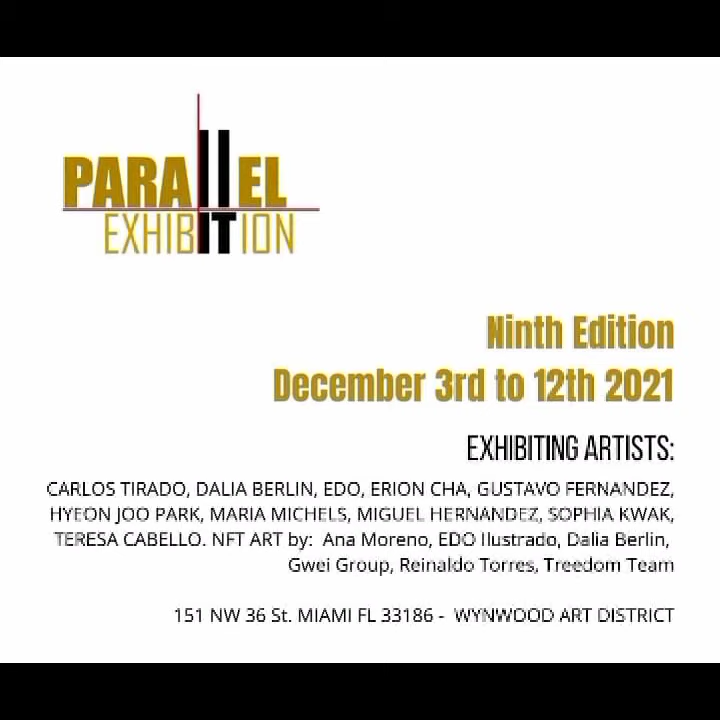 PARALLEL
EXHIBITION
Ninth Edition
December 3rd to 12th 2021
EXHIBITING ARTISTS:
CARLOS TIRADO, DALIA BERLIN, EDO, ERION CHA, GUSTAVO FERNANDEZ,
HYEON JOO PARK, MARIA MICHELS, MIGUEL HERNANDEZ, SOPHIA KWAK,
TERESA CABELLO. NFT ART by: Ana Moreno, EDO Ilustrado, Dalia Berlin,
Gwei Group, Reinaldo Torres, Treedom Team
151 NW 36 St. MIAMI FL 33186 - WYNWOOD ART DISTRICT